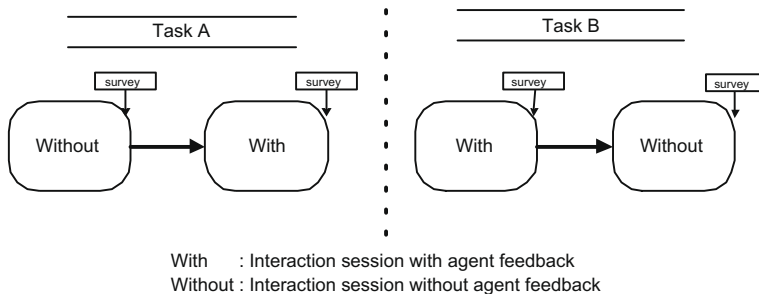 Task A
Task B
survey
survey
survey
survey
Without
With
With
Without
With : Interaction session with agent feedback
Without : Interaction session without agent feedback